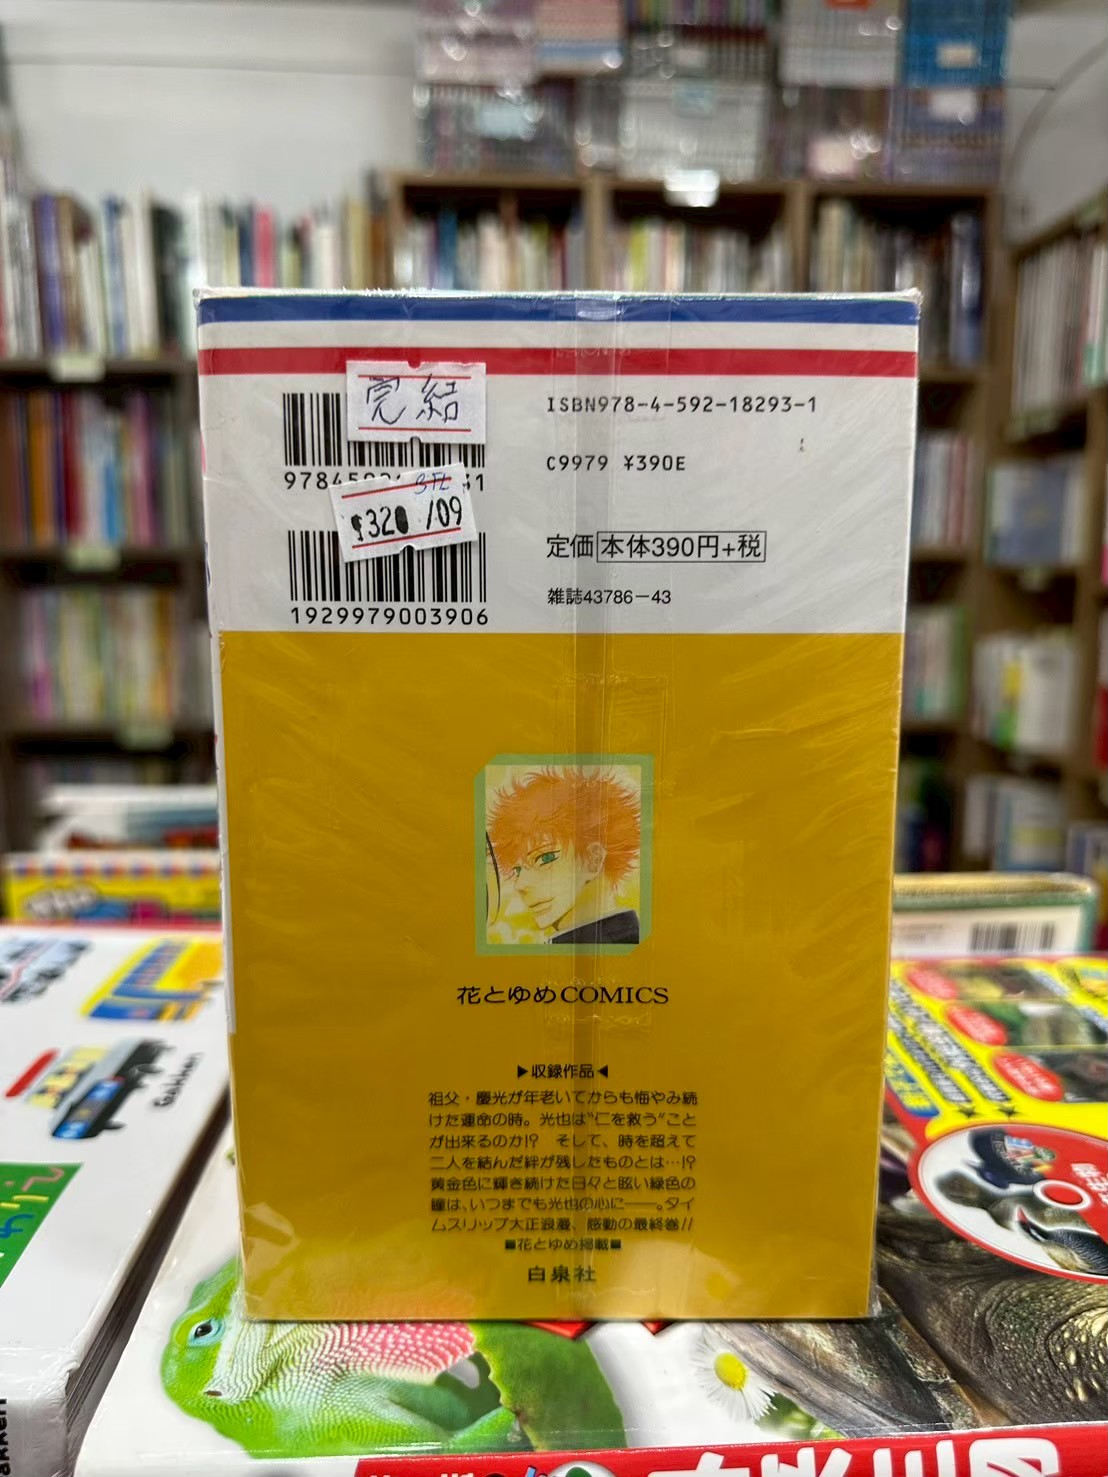 完結
ISBN978-4-592-18293-1
C9979 ¥390E
$320 /09
定価本体390円+税
雑誌43786-43
1929979003906
花とゆめCOMICS
▶収録作品◀
祖父・慶光が年老いてからも悔やみ続
けた運命の時。光也は“仁を救う”こと
が出来るのか!? そして、時を超えて
二人を結んだ絆が残したものとは…!?
黄金色に輝き続けた日々と眩い緑色の
瞳は、いつまでも光也の心に――。タイ
ムスリップ大正浪漫、感動の最終巻!!
■花とゆめ掲載■
白泉社
Gakken